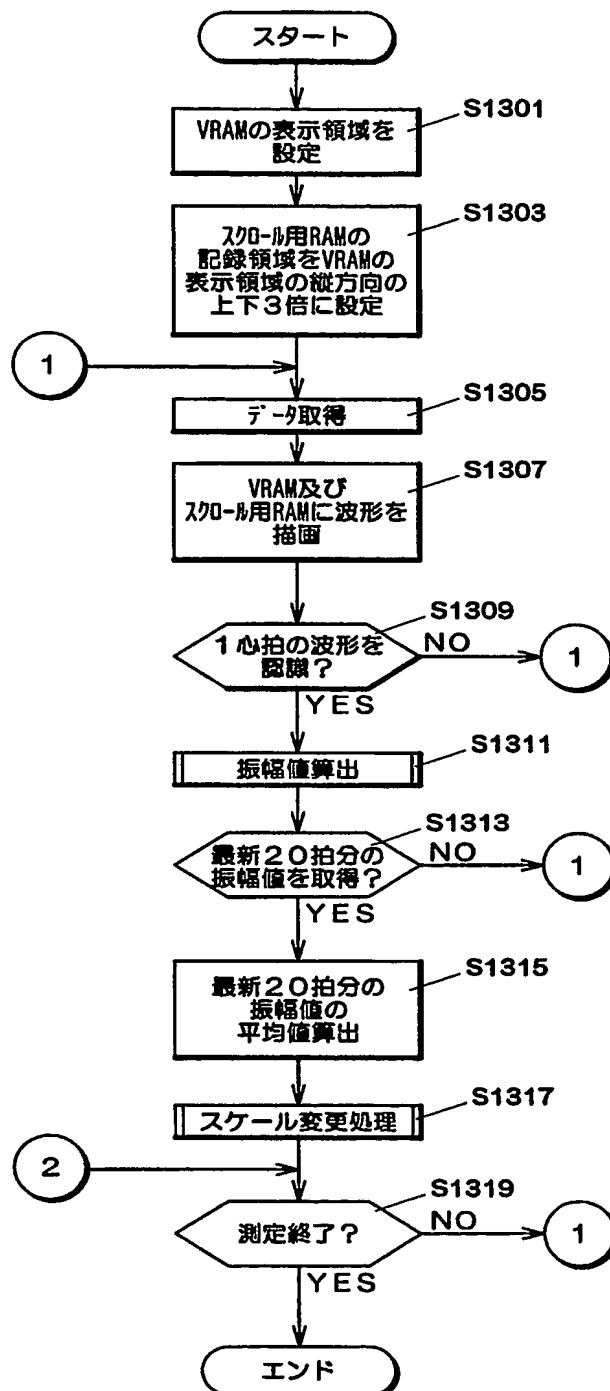 スタート
S1301
VRAMの表示領域を
設定
S1303
スクロール用RAMの
記録領域をVRAMの
表示領域の縦方向の
上下3倍に設定
1
S1305
データ取得
S1307
VRAM及び
スクロール用RAMに波形を
描画
S1309
1心拍の波形を
認識?
NO
1
YES
S1311
振幅値算出
S1313
最新20拍分の
振幅値を取得?
NO
1
YES
S1315
最新20拍分の
振幅値の
平均値算出
S1317
スケール変更処理
2
S1319
測定終了?
NO
1
YES
エンド